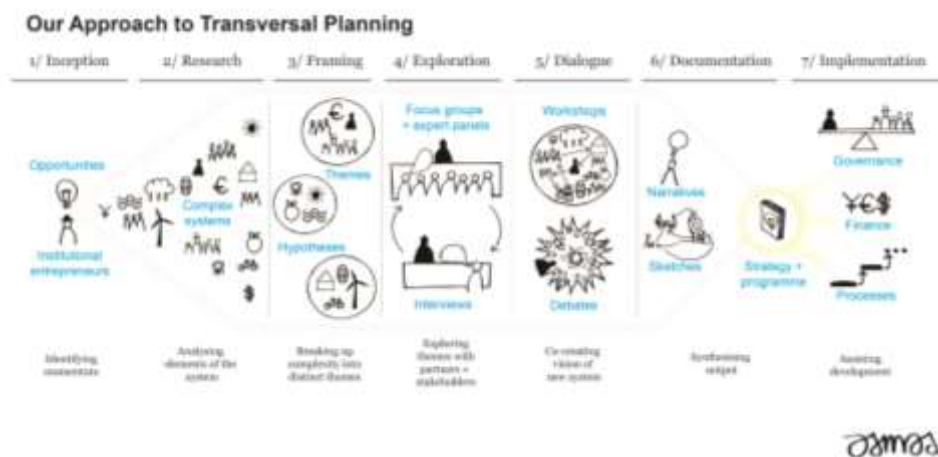 Our Approach to Transversal Planning
1/ Inception
2/ Research
3/ Framing
4/ Exploration
5/ Dialogue
6/ Documentation
7/ Implementation
Opportunities
Institutional
entrepreneurs
Complex
systems
Themes
Hypotheses
Focus groups
+ expert panels
Interviews
Workshops
Debates
Narratives
Sketches
Strategy +
programme
Governance
¥€$
Finance
Processes
Identifying
momentum
Analysing
elements of the
system
Breaking up
complexity into
distinct themes
Exploring
themes with
partners +
stakeholders
Co-creating
vision of
new system
Synthesising
output
Assisting
development